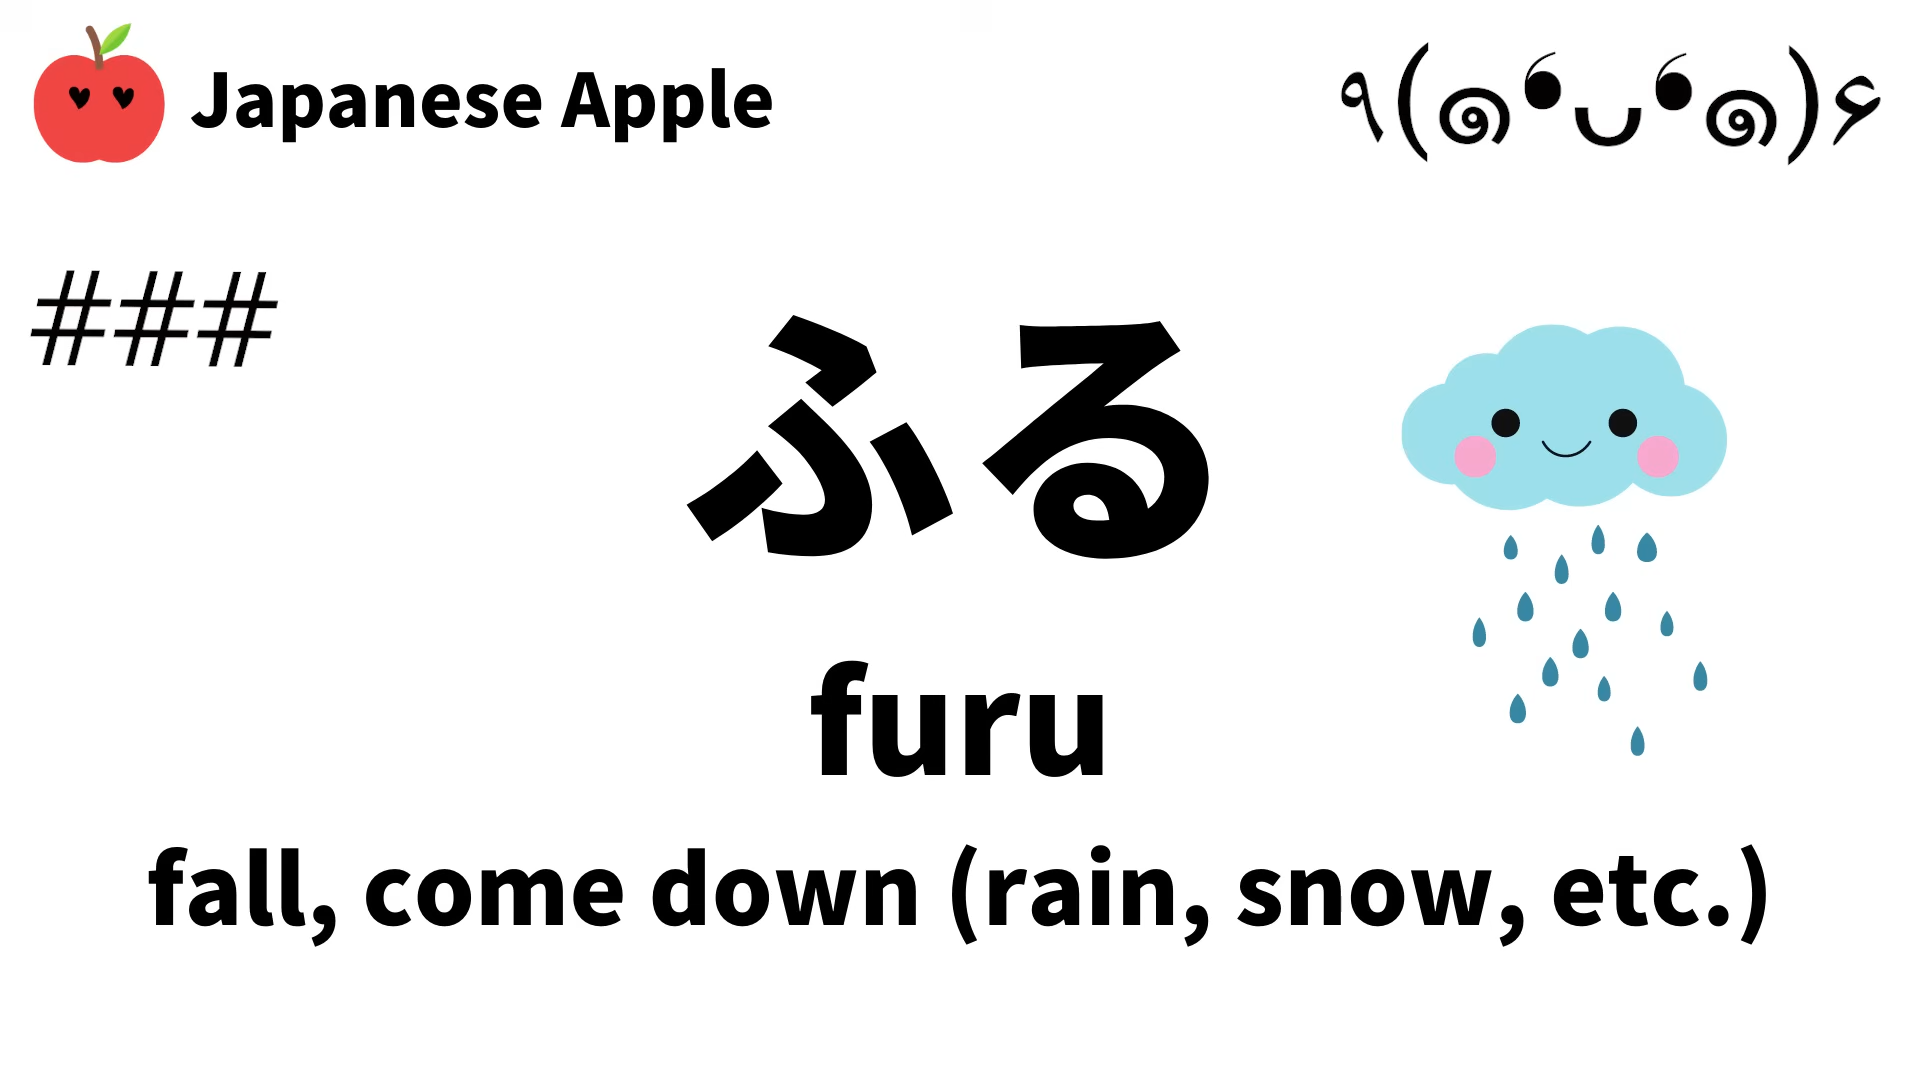 Japanese Apple
٩(๑❛ᴗ❛๑)۶
###
ふる
furu
fall, come down (rain, snow, etc.)